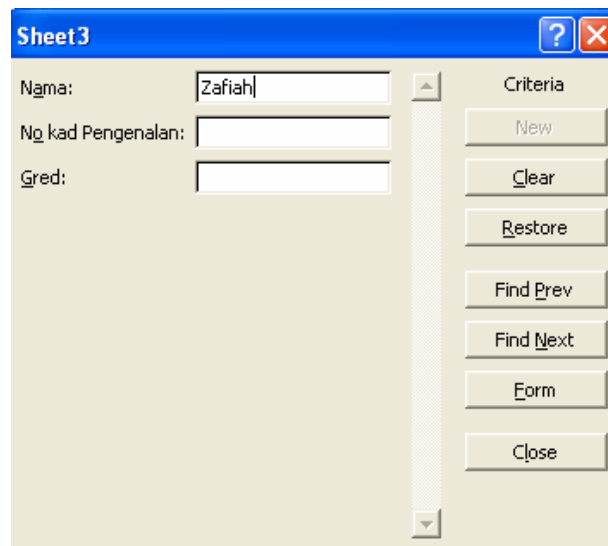 Sheet3
Nama: Zafiah Criteria
No kad Pengenalan: New
Gred: Clear
Restore
Find Prev
Find Next
Form
Close